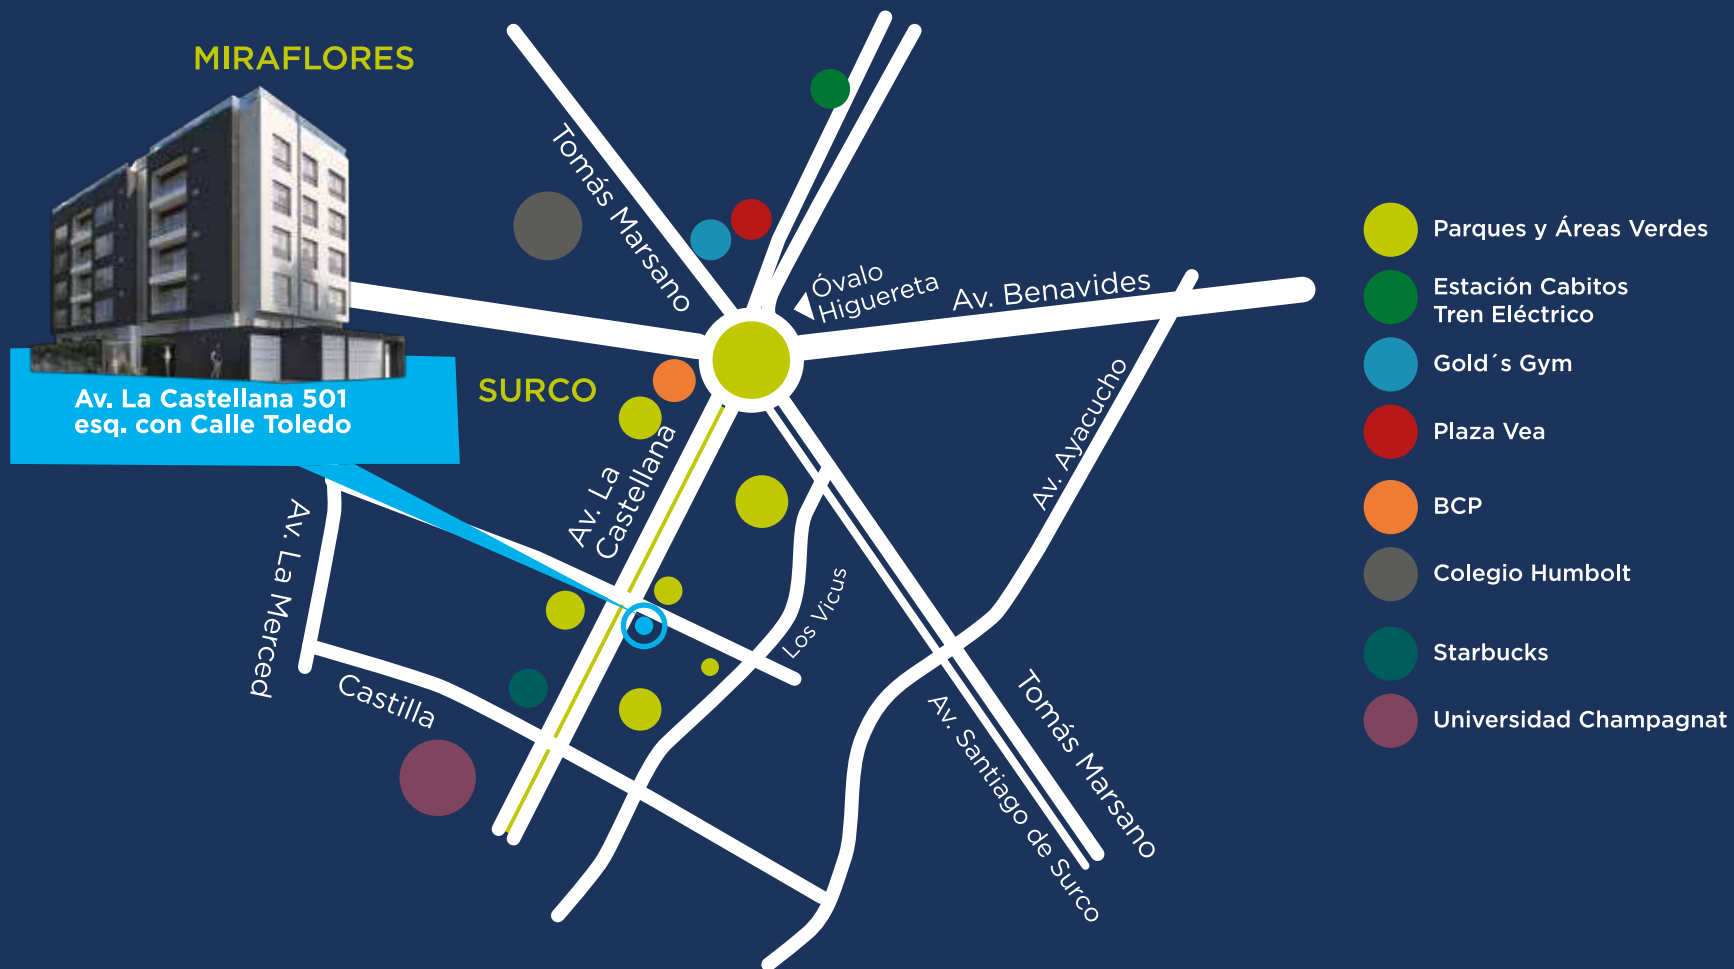 MIRAFLORES
Av. La Castellana 501
esq. con Calle Toledo
SURCO
Tomás Marsano
Óvalo
Higuereta
Av. Benavides
Av. Ayacucho
Av. La
Castellana
Av. La Merced
Castilla
Los Vicus
Av. Santiago de Surco
Tomás Marsano
Parques y Áreas Verdes
Estación Cabitos
Tren Eléctrico
Gold´s Gym
Plaza Vea
BCP
Colegio Humbolt
Starbucks
Universidad Champagnat